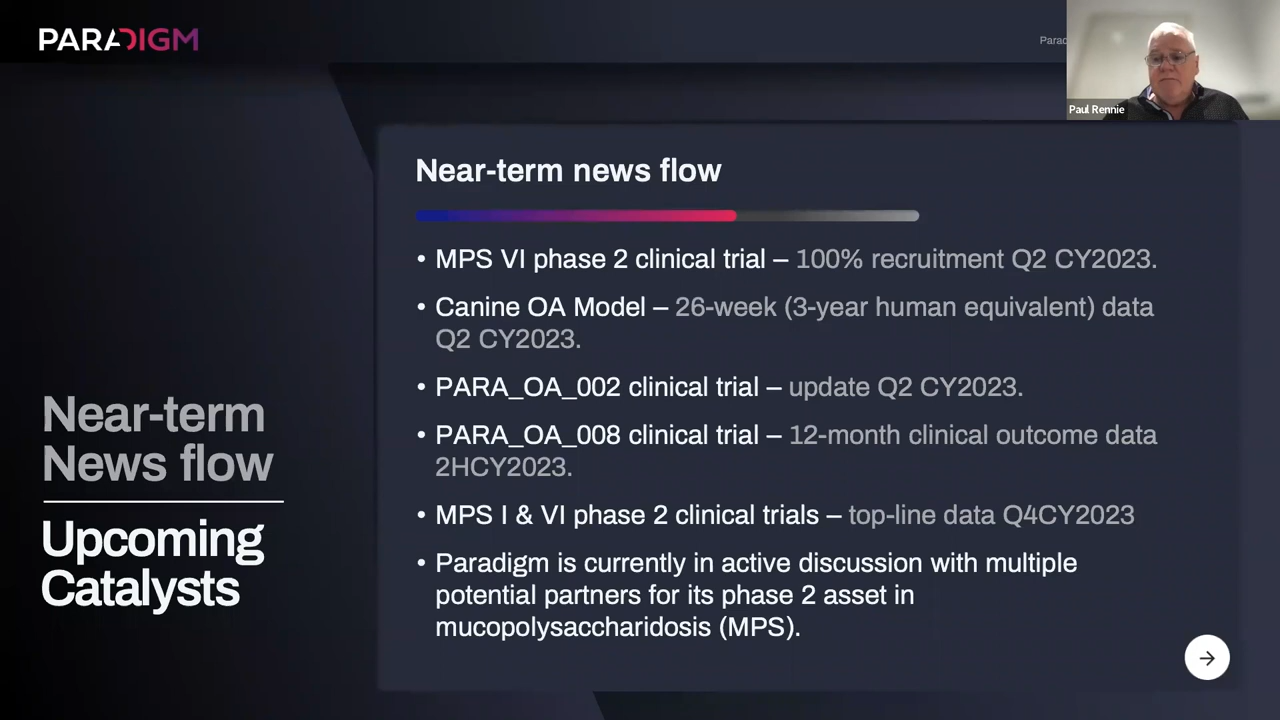 PARADIGM
Parad
Paul Rennie
Near-term news flow
• MPS VI phase 2 clinical trial – 100% recruitment Q2 CY2023.
• Canine OA Model – 26-week (3-year human equivalent) data
Q2 CY2023.
• PARA_OA_002 clinical trial – update Q2 CY2023.
• PARA_OA_008 clinical trial – 12-month clinical outcome data
2HCY2023.
• MPS I & VI phase 2 clinical trials – top-line data Q4CY2023
• Paradigm is currently in active discussion with multiple
potential partners for its phase 2 asset in
mucopolysaccharidosis (MPS).
Near-term
News flow
Upcoming
Catalysts